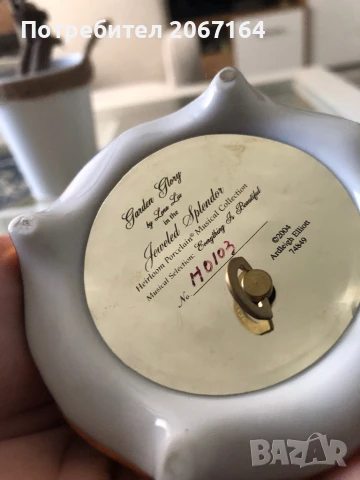 Потребител 2067164
Garden Glory
by Lena Liu
in the
Jeweled Splendor
Heirloom Porcelain® Musical Collection
Musical Selection: Everything Is Beautiful
No. H0103
©2004
Ardleigh Elliott
74849
BAZAR